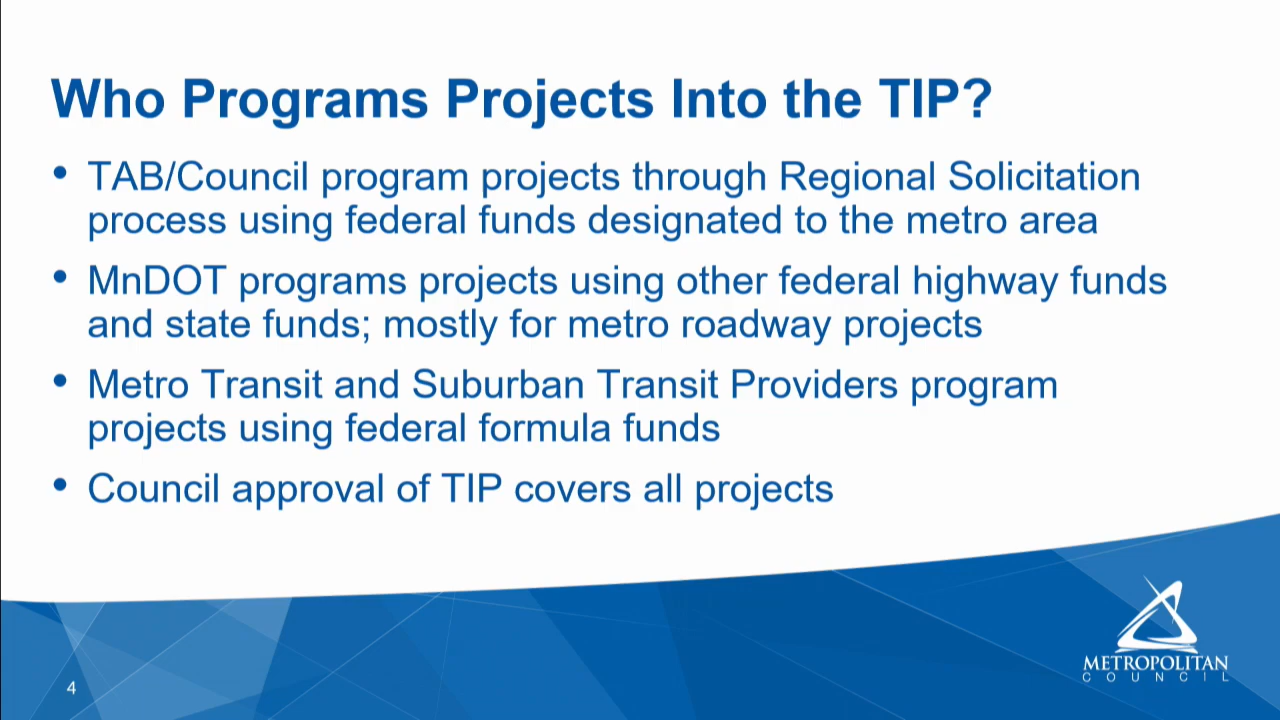 Who Programs Projects Into the TIP?
• TAB/Council program projects through Regional Solicitation
process using federal funds designated to the metro area
• MnDOT programs projects using other federal highway funds
and state funds; mostly for metro roadway projects
• Metro Transit and Suburban Transit Providers program
projects using federal formula funds
• Council approval of TIP covers all projects
4
METROPOLITAN
COUNCIL